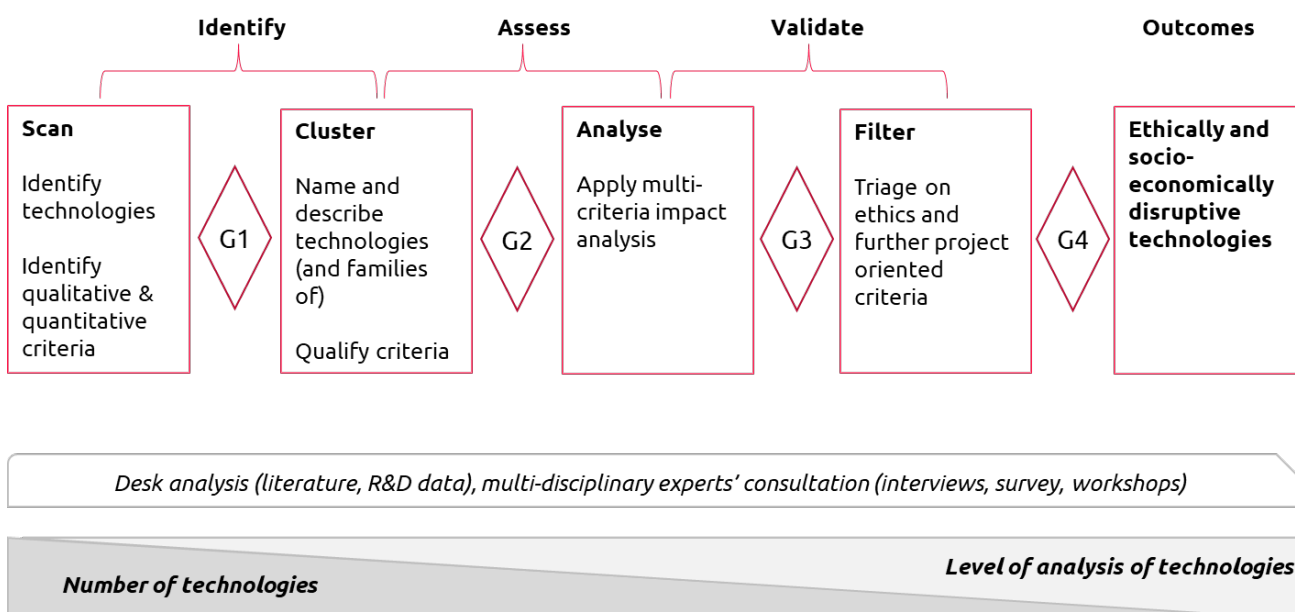 Identify
Assess
Validate
Outcomes
Scan
Identify
technologies
Identify
qualitative &
quantitative
criteria
G1
Cluster
Name and
describe
technologies
(and families
of)
Qualify criteria
G2
Analyse
Apply multi-
criteria impact
analysis
G3
Filter
Triage on
ethics and
further project
oriented
criteria
G4
Ethically and
socio-
economically
disruptive
technologies
Desk analysis (literature, R&D data), multi-disciplinary experts’ consultation (interviews, survey, workshops)
Level of analysis of technologies
Number of technologies